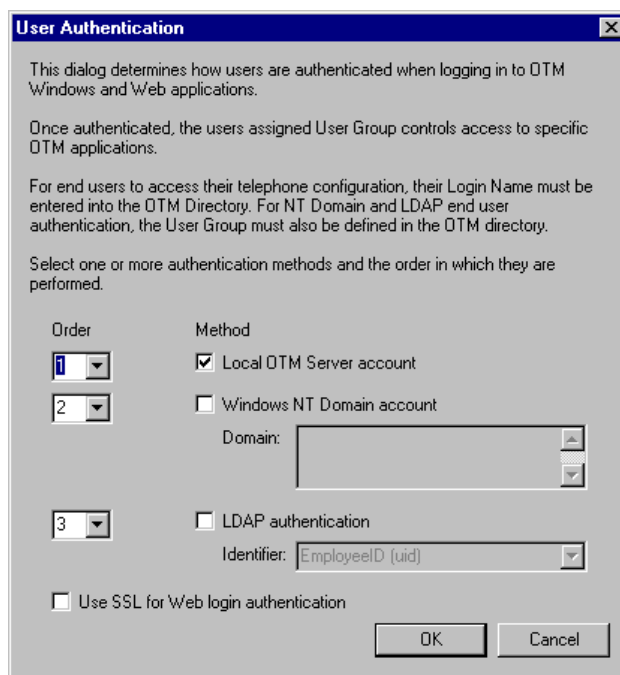 User Authentication
This dialog determines how users are authenticated when logging in to OTM
Windows and Web applications.
Once authenticated, the users assigned User Group controls access to specific
OTM applications.
For end users to access their telephone configuration, their Login Name must be
entered into the OTM Directory. For NT Domain and LDAP end user
authentication, the User Group must also be defined in the OTM directory.
Select one or more authentication methods and the order in which they are
performed.
Order Method
1 Local OTM Server account
2 Windows NT Domain account
Domain:
3 LDAP authentication
Identifier: EmployeeID (uid)
Use SSL for Web login authentication
OK Cancel